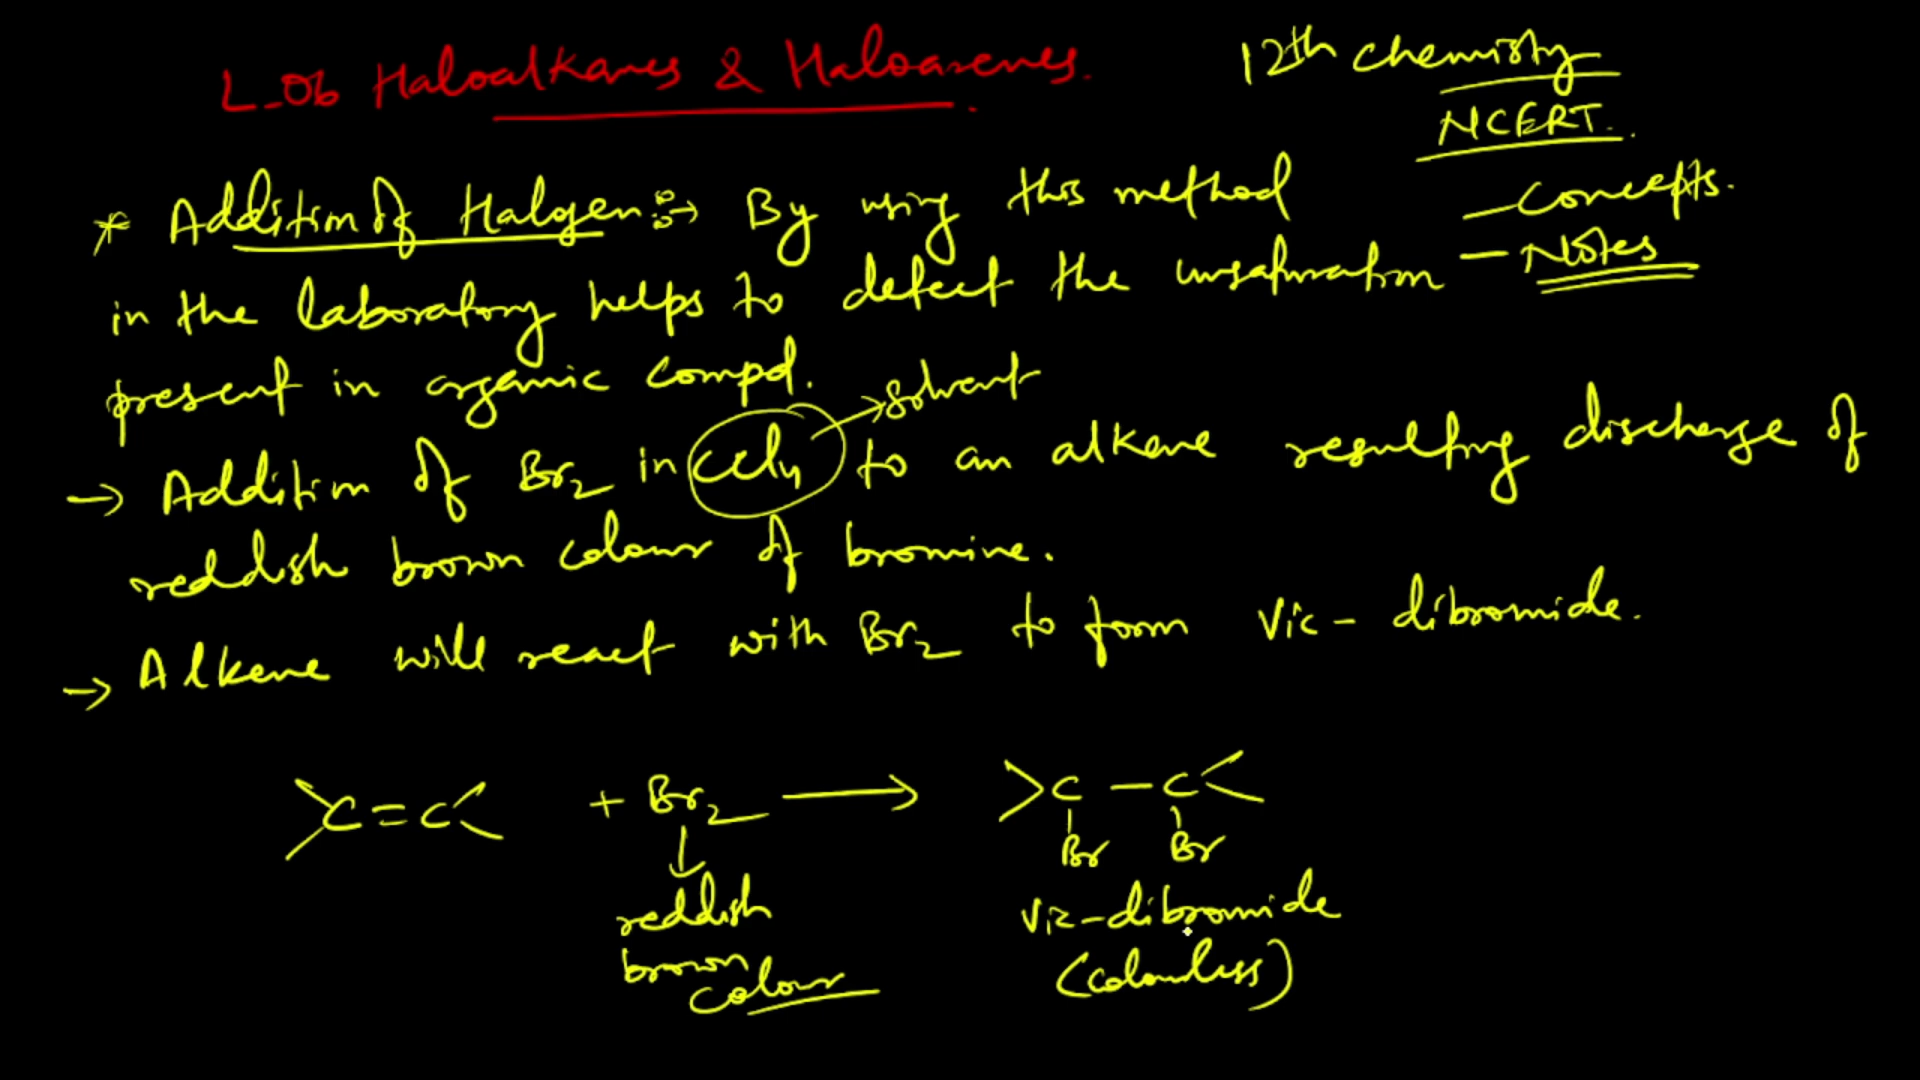 L-06 Haloalkanes & Haloarenes.
12th chemistry
NCERT.
- Concepts.
- Notes
* Addition of Halogen :→ By using this method
in the laboratory helps to detect the unsaturation
present in organic compd.
→ solvent
→ Addition of Br2 in CCl4 to an alkene resulting discharge of
reddish brown colour of bromine.
→ Alkene will react with Br2 to form Vic-dibromide.
>C=C< + Br2 → >C-C<
Br Br
reddish brown colour
Vic-dibromide
(colourless)